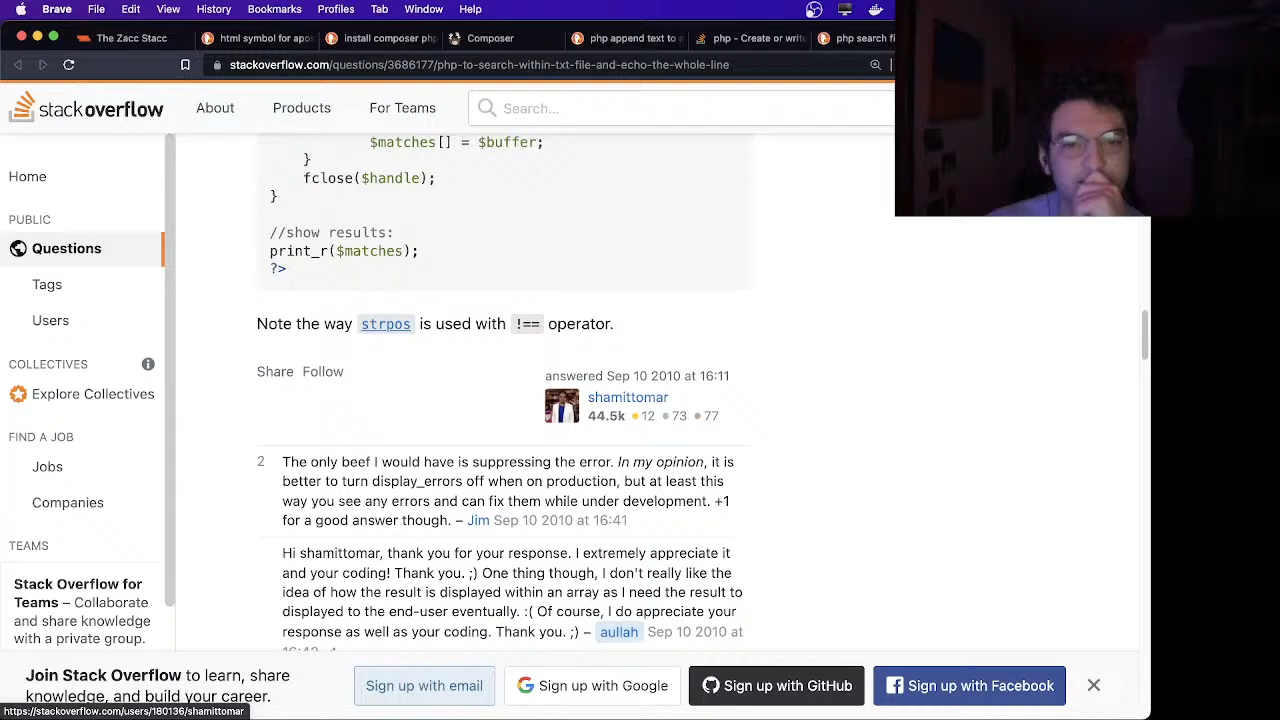 Brave File Edit View History Bookmarks Profiles Tab Window Help
The Zacc Stacc
html symbol for apos
install composer php
Composer
php append text to a
php - Create or write
php search fi
stackoverflow.com/questions/3686177/php-to-search-within-txt-file-and-echo-the-whole-line
stackoverflow
About Products For Teams
Search...
Home
PUBLIC
Questions
Tags
Users
COLLECTIVES
Explore Collectives
FIND A JOB
Jobs
Companies
TEAMS
Stack Overflow for
Teams – Collaborate
and share knowledge
with a private group.
$matches[] = $buffer;
}
fclose($handle);
}
//show results:
print_r($matches);
?>
Note the way strpos is used with !== operator.
Share Follow
answered Sep 10 2010 at 16:11
shamittomar
44.5k 12 73 77
2
The only beef I would have is suppressing the error. In my opinion, it is
better to turn display_errors off when on production, but at least this
way you see any errors and can fix them while under development. +1
for a good answer though. – Jim Sep 10 2010 at 16:41
Hi shamittomar, thank you for your response. I extremely appreciate it
and your coding! Thank you. ;) One thing though, I don't really like the
idea of how the result is displayed within an array as I need the result to
displayed to the end-user eventually. :( Of course, I do appreciate your
response as well as your coding. Thank you. ;) – aullah Sep 10 2010 at
Join Stack Overflow to learn, share
knowledge, and build your career.
Sign up with email
Sign up with Google
Sign up with GitHub
Sign up with Facebook
https://stackoverflow.com/users/180136/shamittomar